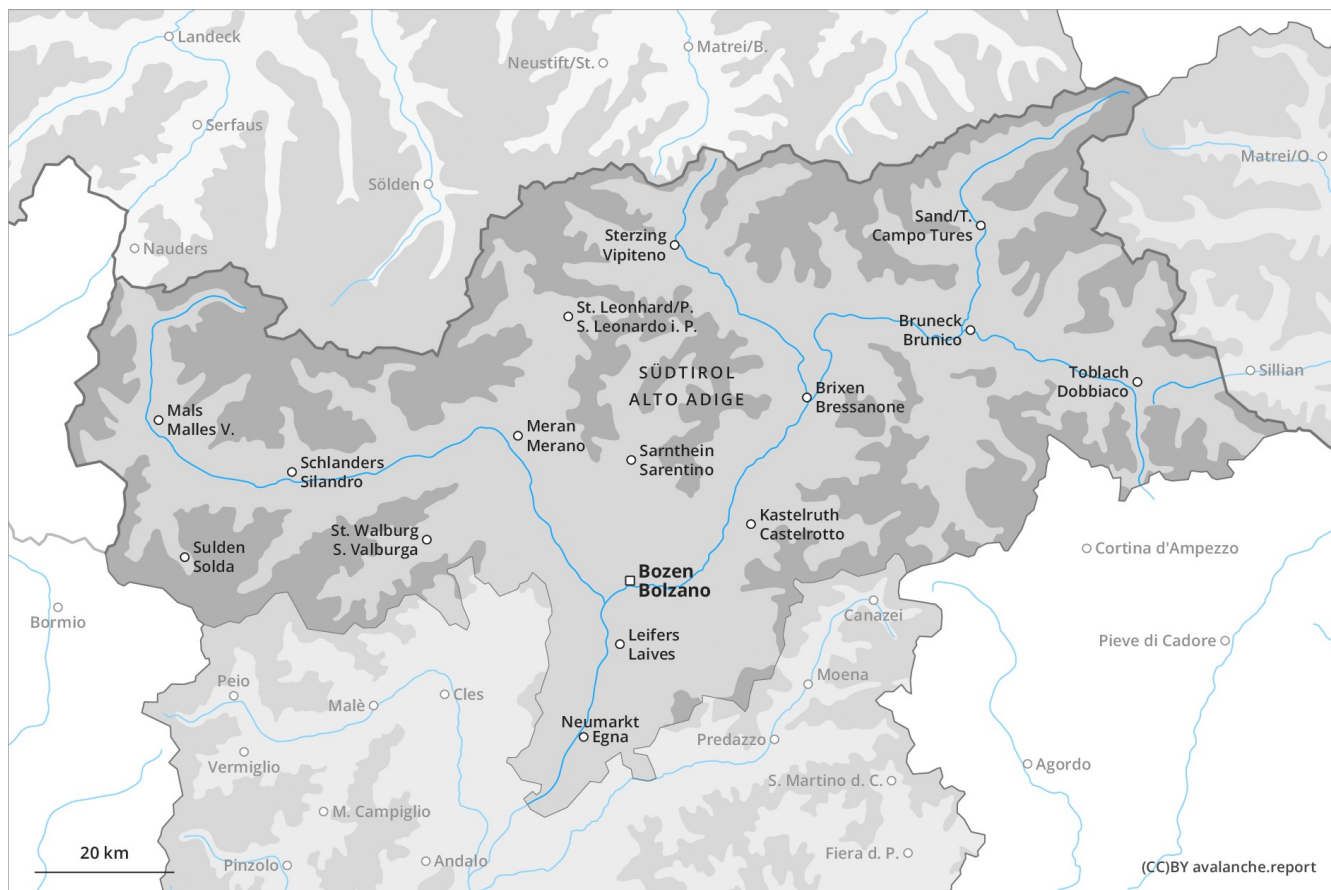 Landeck
Matrei/B.
Neustift/St.
Serfaus
Matrei/O.
Sölden
Sand/T.
Campo Tures
Nauders
Sterzing
Vipiteno
St. Leonhard/P.
S. Leonardo i. P.
Bruneck
Brunico
SÜDTIROL
ALTO ADIGE
Toblach
Dobbiaco
Sillian
Brixen
Bressanone
Mals
Malles V.
Meran
Merano
Schlanders
Silandro
Sarnthein
Sarentino
Kastelruth
Castelrotto
St. Walburg
S. Valburga
Sulden
Solda
Cortina d'Ampezzo
Bozen
Bolzano
Bormio
Canazei
Leifers
Laives
Pieve di Cadore
Peio
Moena
Malè
Cles
Neumarkt
Egna
Predazzo
Vermiglio
Agordo
S. Martino d. C.
M. Campiglio
20 km
Pinzolo
Andalo
Fiera d. P.
(CC)BY avalanche.report